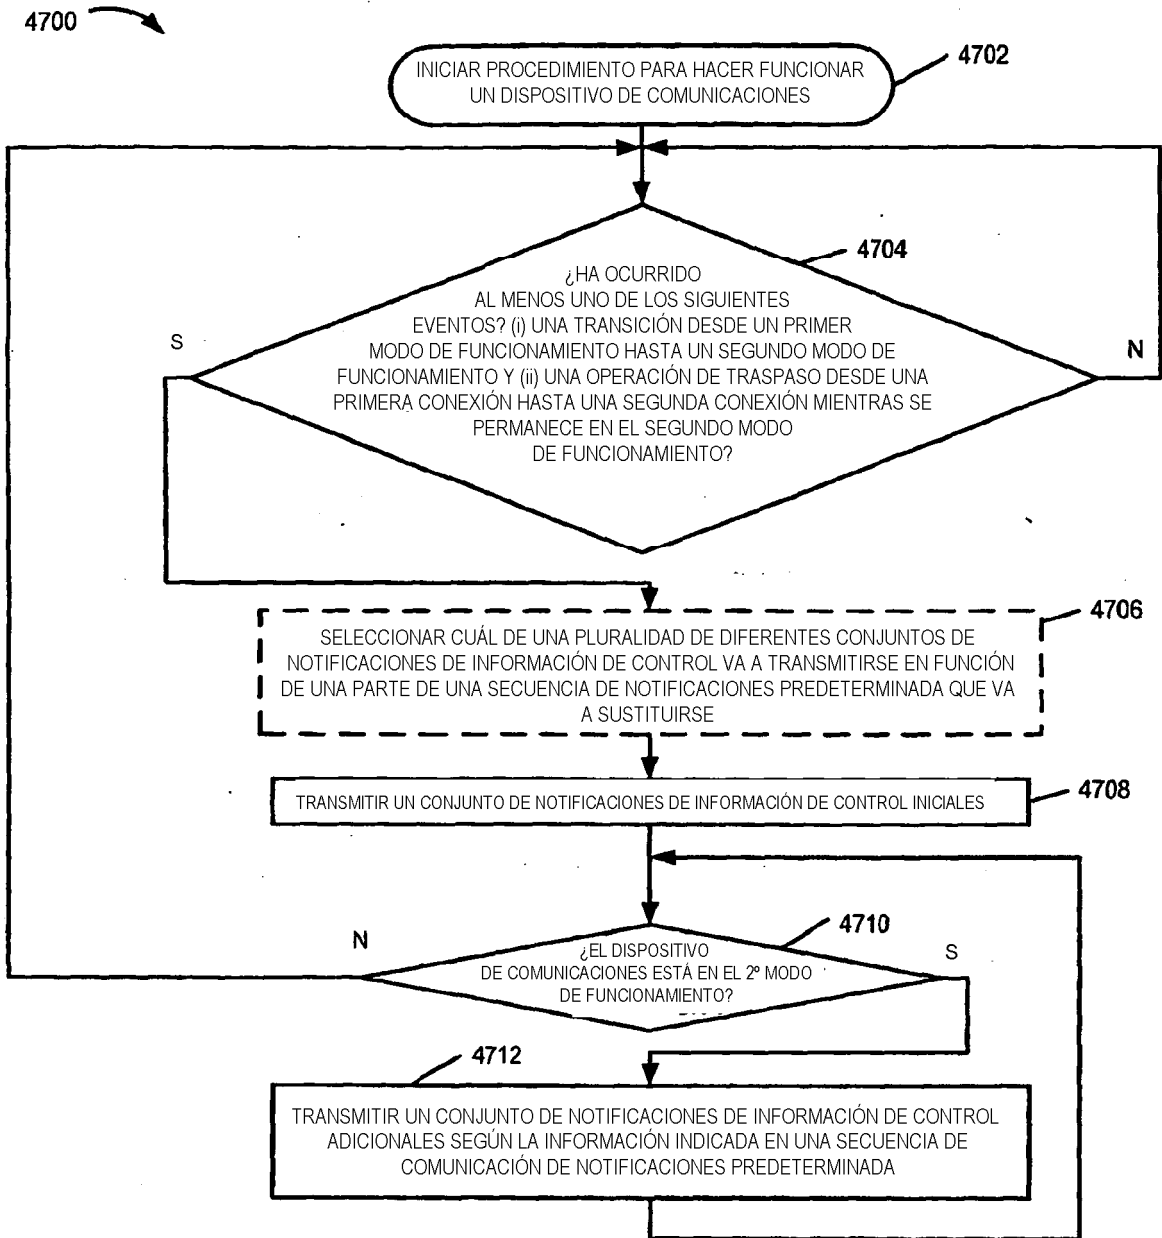 4700
4702
INICIAR PROCEDIMIENTO PARA HACER FUNCIONAR
UN DISPOSITIVO DE COMUNICACIONES
4704
¿HA OCURRIDO
AL MENOS UNO DE LOS SIGUIENTES
EVENTOS? (i) UNA TRANSICIÓN DESDE UN PRIMER
MODO DE FUNCIONAMIENTO HASTA UN SEGUNDO MODO DE
FUNCIONAMIENTO Y (ii) UNA OPERACIÓN DE TRASPASO DESDE UNA
PRIMERA CONEXIÓN HASTA UNA SEGUNDA CONEXIÓN MIENTRAS SE
PERMANECE EN EL SEGUNDO MODO
DE FUNCIONAMIENTO?
S
N
4706
SELECCIONAR CUÁL DE UNA PLURALIDAD DE DIFERENTES CONJUNTOS DE
NOTIFICACIONES DE INFORMACIÓN DE CONTROL VA A TRANSMITIRSE EN FUNCIÓN
DE UNA PARTE DE UNA SECUENCIA DE NOTIFICACIONES PREDETERMINADA QUE VA
A SUSTITUIRSE
4708
TRANSMITIR UN CONJUNTO DE NOTIFICACIONES DE INFORMACIÓN DE CONTROL INICIALES
4710
N
S
¿EL DISPOSITIVO
DE COMUNICACIONES ESTÁ EN EL 2º MODO
DE FUNCIONAMIENTO?
4712
TRANSMITIR UN CONJUNTO DE NOTIFICACIONES DE INFORMACIÓN DE CONTROL
ADICIONALES SEGÚN LA INFORMACIÓN INDICADA EN UNA SECUENCIA DE
COMUNICACIÓN DE NOTIFICACIONES PREDETERMINADA